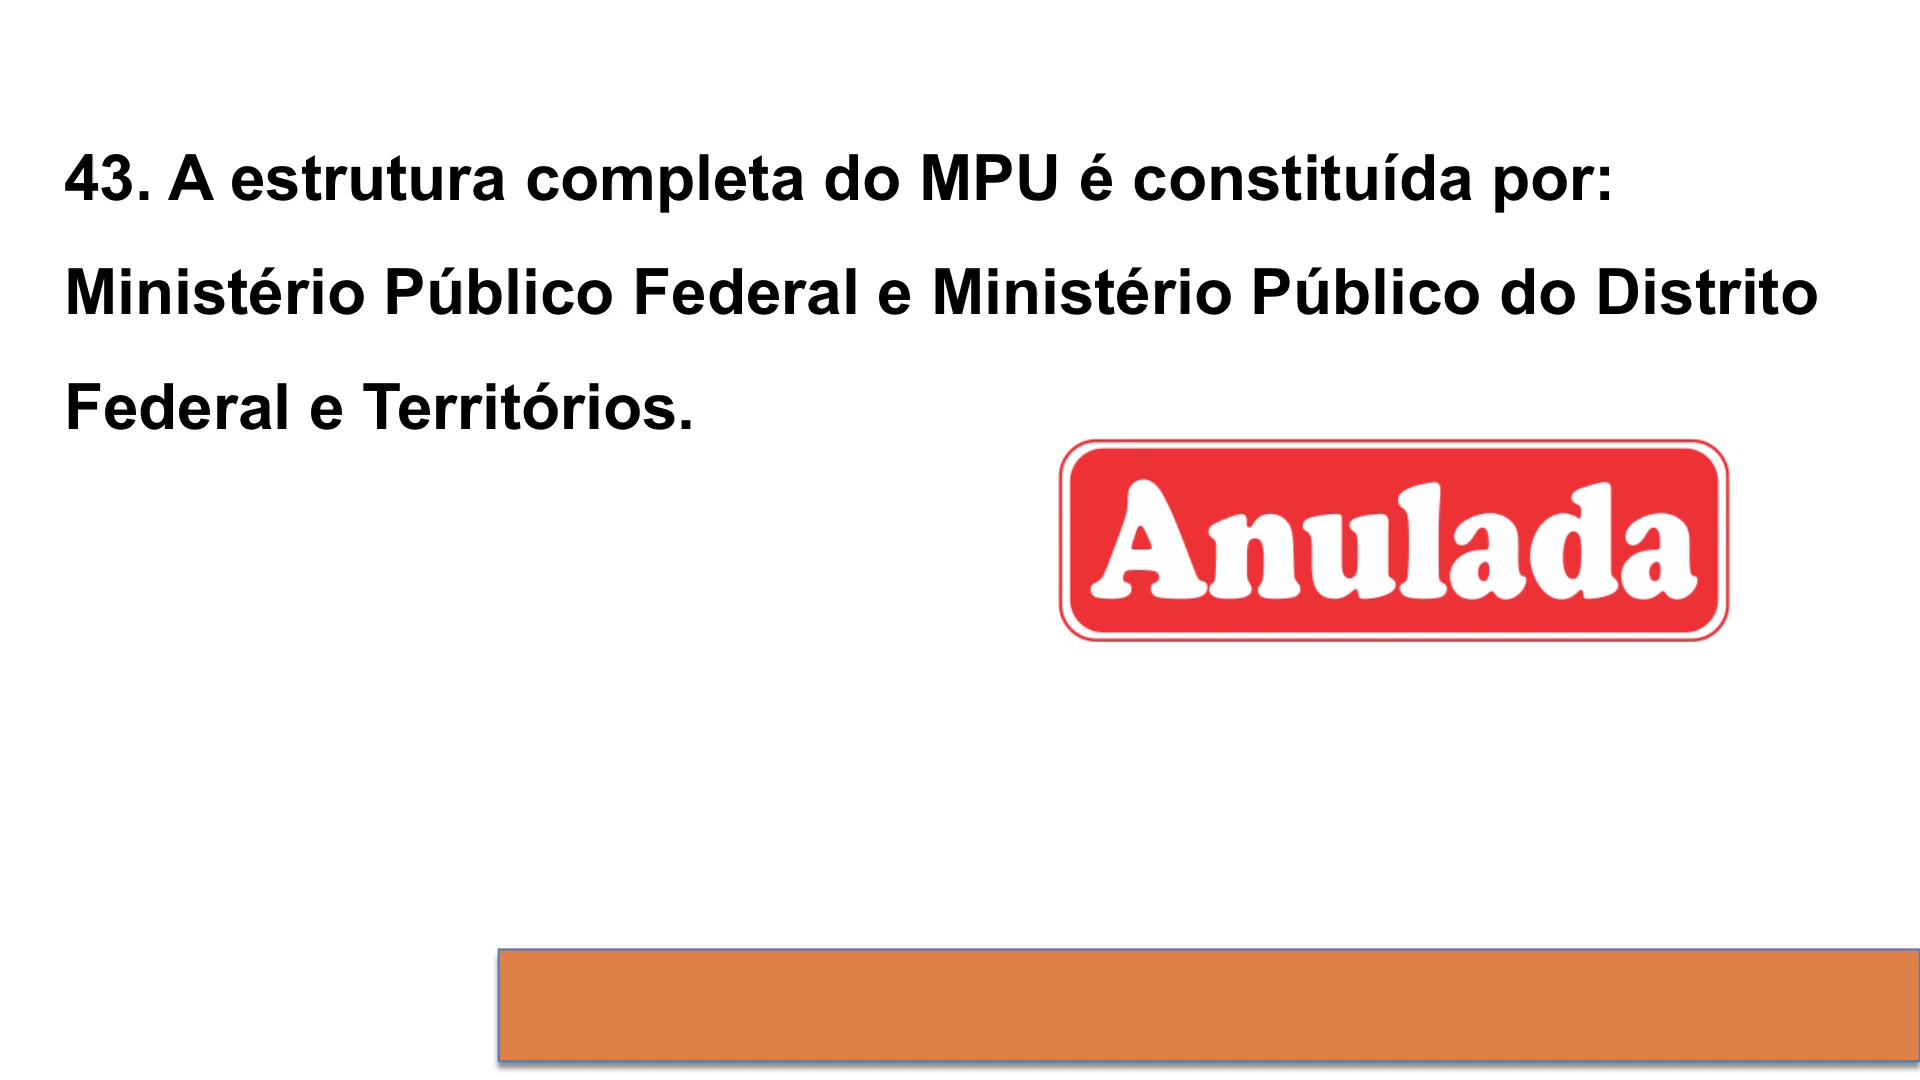 43. A estrutura completa do MPU é constituída por:
Ministério Público Federal e Ministério Público do Distrito
Federal e Territórios.
Anulada